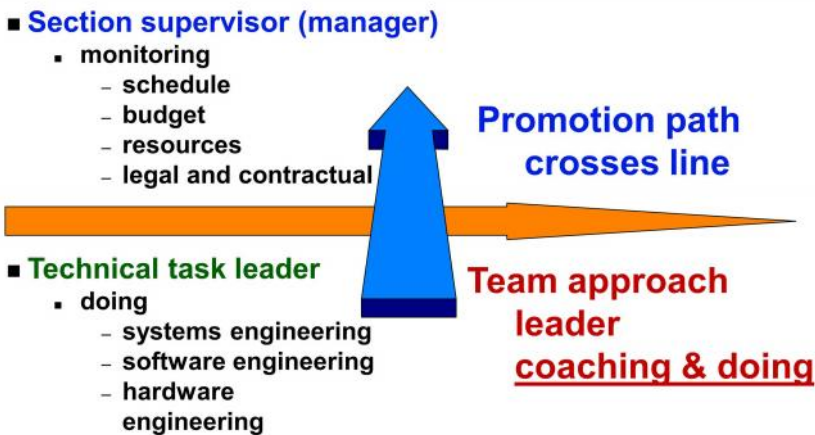 ▪ Section supervisor (manager)
▪ monitoring
– schedule
– budget
– resources
– legal and contractual
Promotion path
crosses line
▪ Technical task leader
▪ doing
– systems engineering
– software engineering
– hardware
engineering
Team approach
leader
coaching & doing